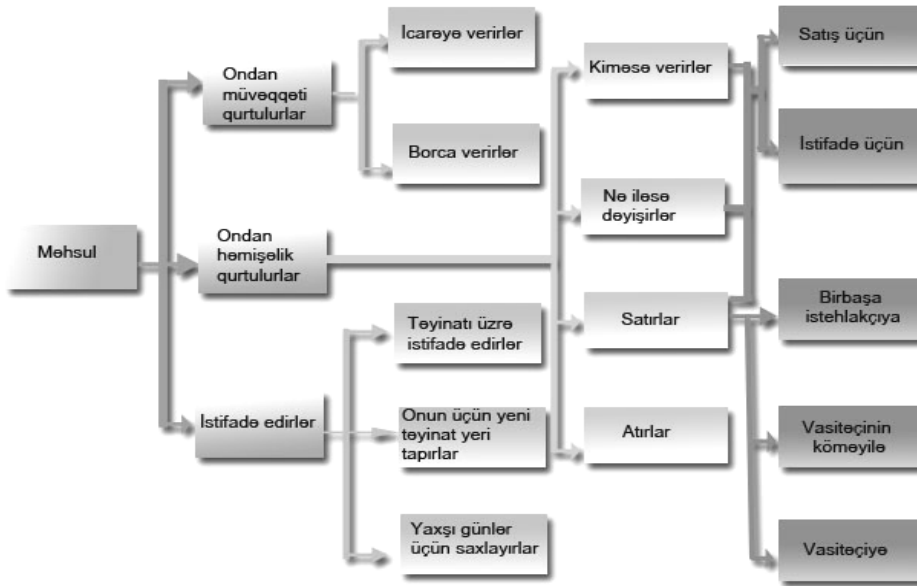 Məhsul
Ondan
müvəqqəti
qurtulurlar
Ondan
həmişəlik
qurtulurlar
İstifadə edirlər
İcarəyə verirlər
Borca verirlər
Təyinatı üzrə
istifadə edirlər
Onun üçün yeni
təyinat yeri
tapırlar
Yaxşı günlər
üçün saxlayırlar
Kiməsə verirlər
Nə iləsə
dəyişirlər
Satırlar
Atırlar
Satış üçün
İstifadə üçün
Birbaşa
istehlakçıya
Vasitəçinin
köməyilə
Vasitəçiyə